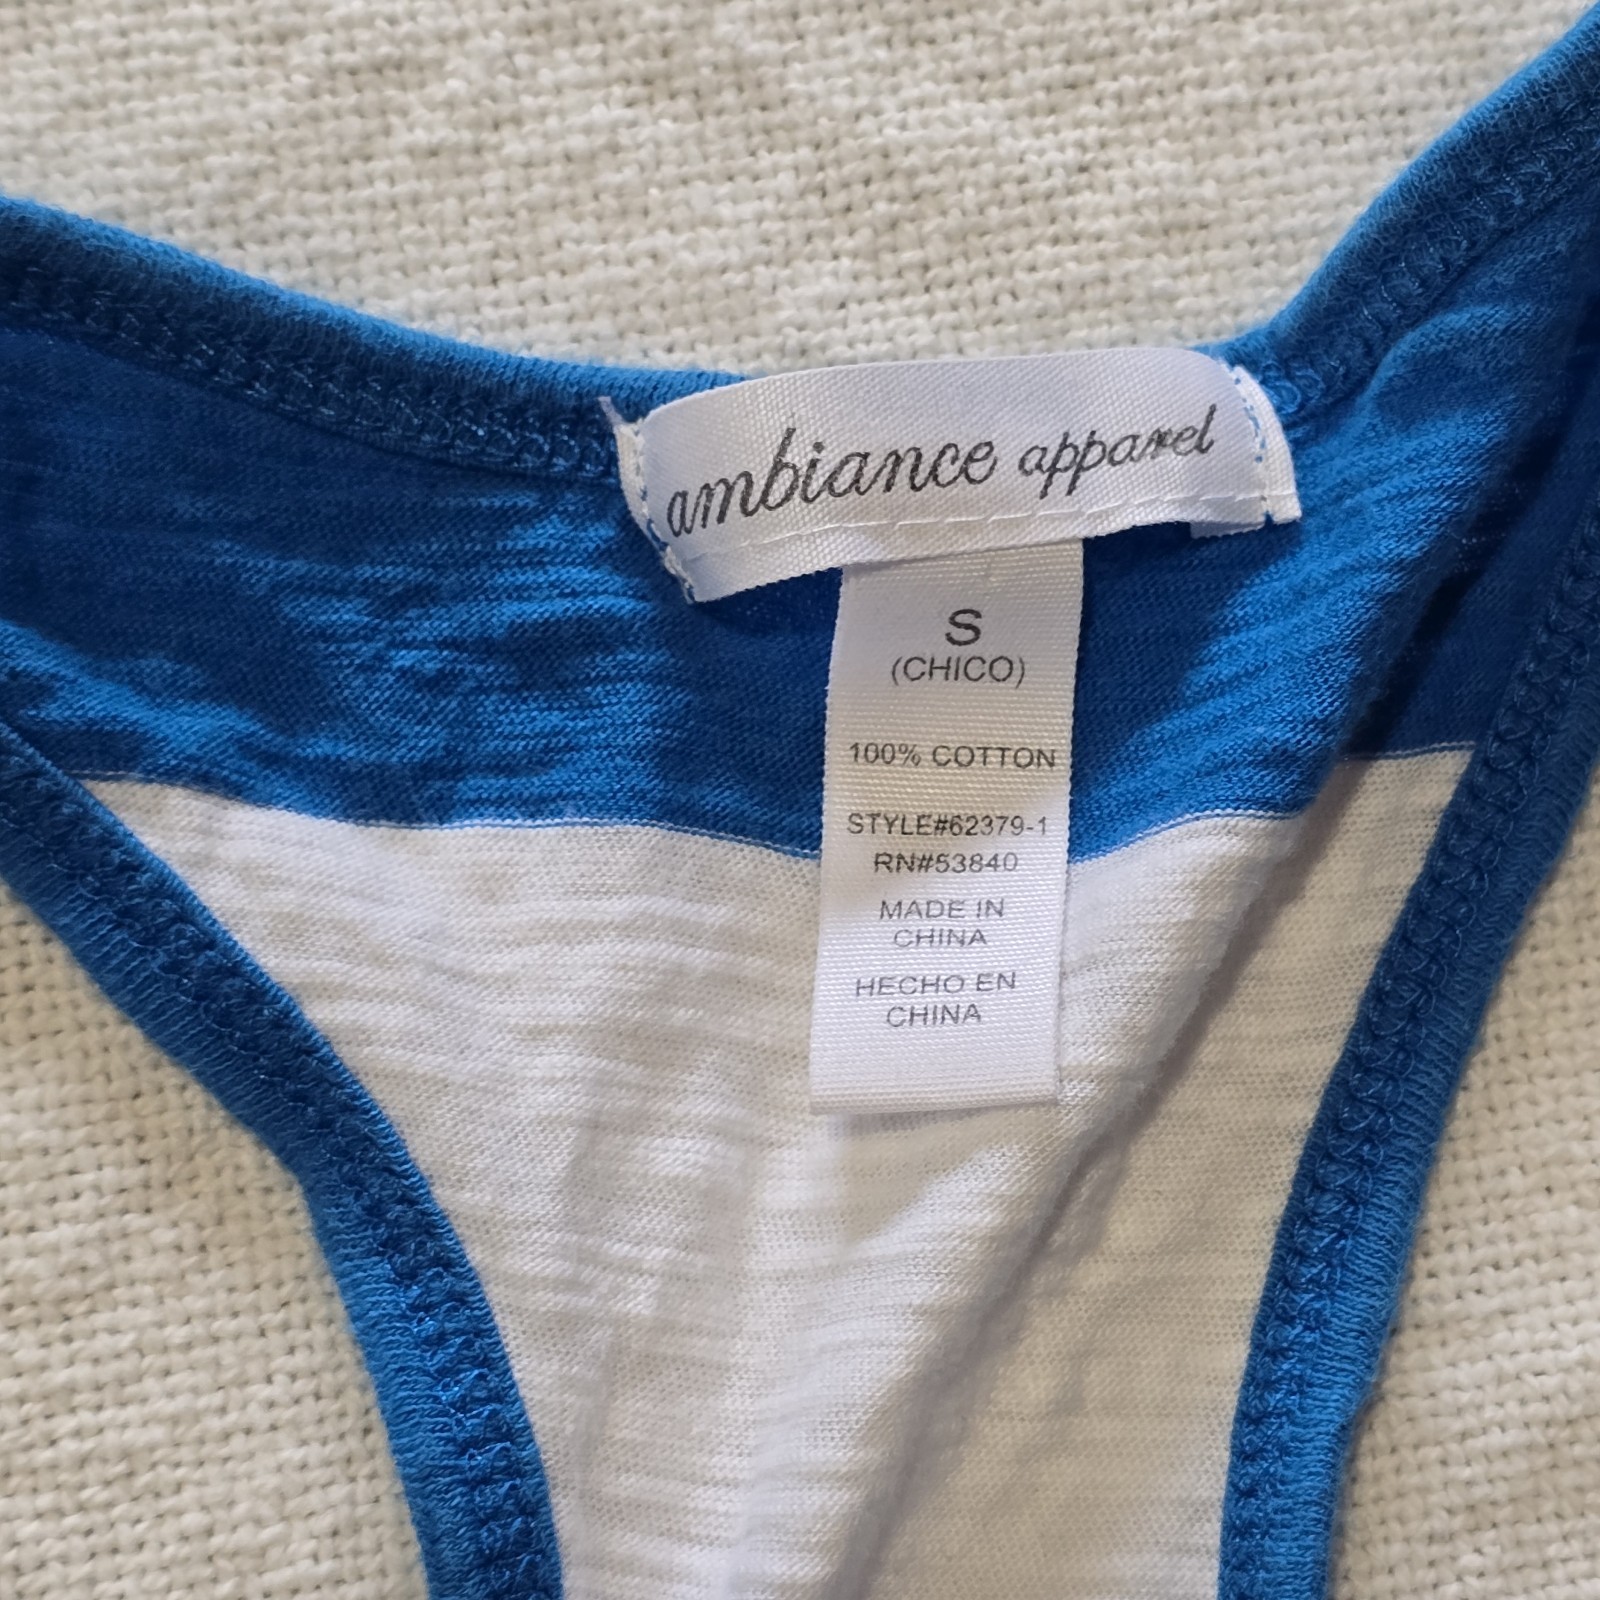 ambiance apparel
S
(CHICO)
100% COTTON
STYLE#62379-1
RN#53840
MADE IN
CHINA
HECHO EN
CHINA